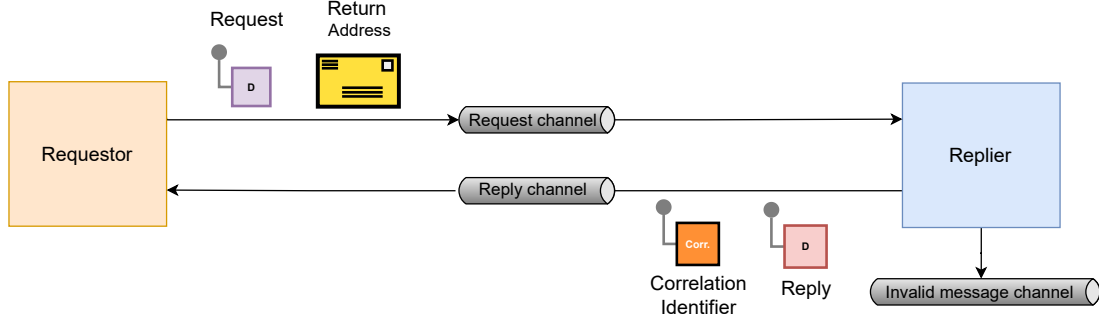 Request
Return
Address
D
Requestor
Request channel
Replier
Reply channel
Corr.
D
Correlation
Identifier
Reply
Invalid message channel